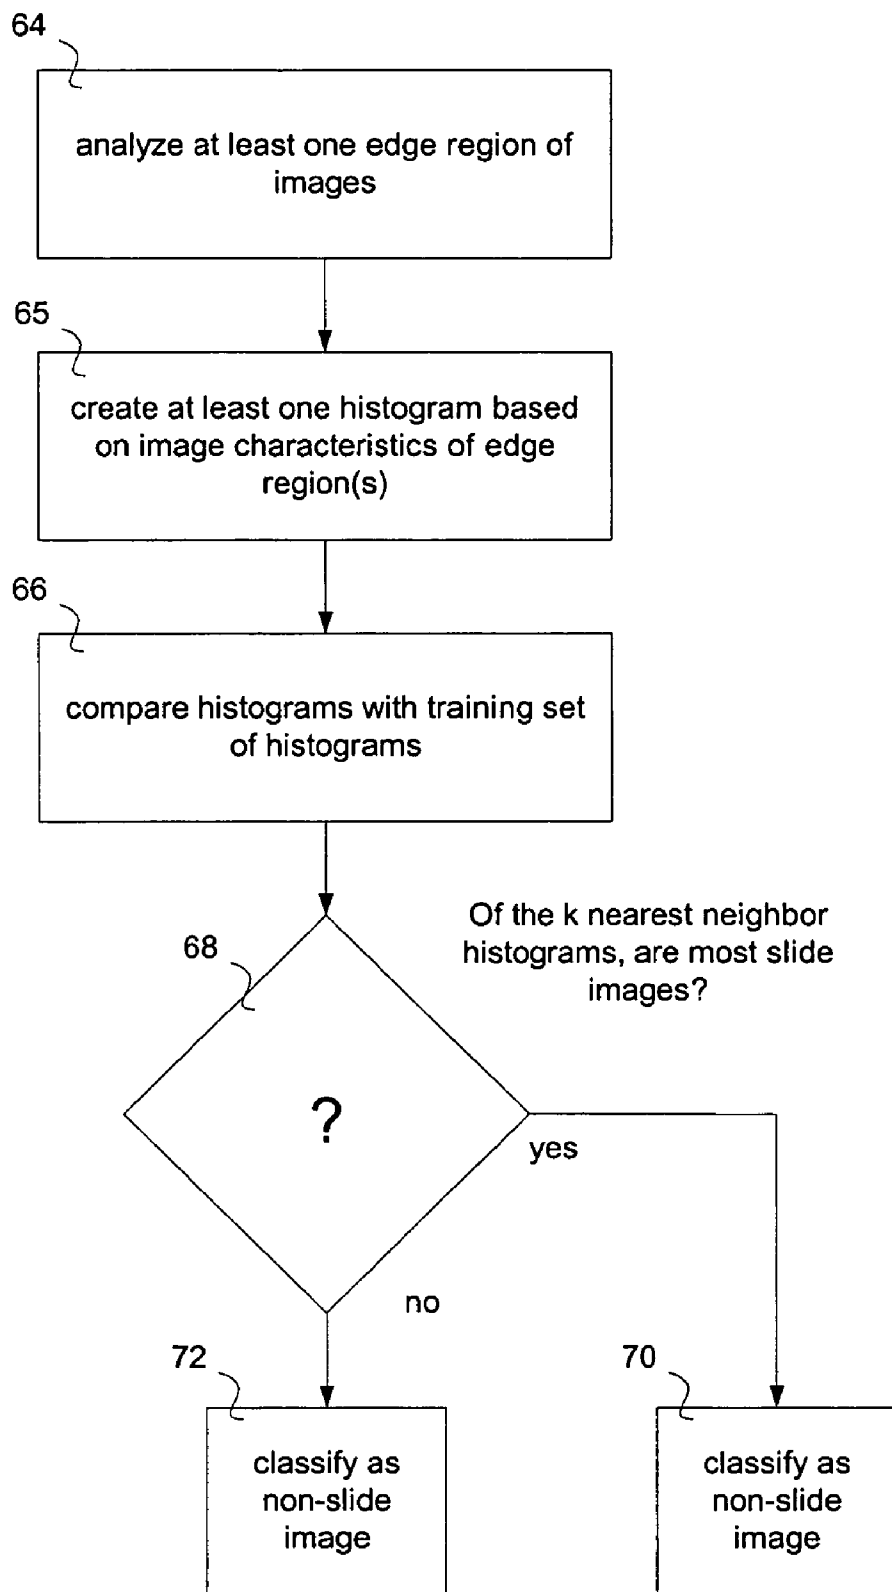 64
analyze at least one edge region of
images
65
create at least one histogram based
on image characteristics of edge
region(s)
66
compare histograms with training set
of histograms
Of the k nearest neighbor
histograms, are most slide
images?
68
?
yes
no
72
classify as
non-slide
image
70
classify as
non-slide
image